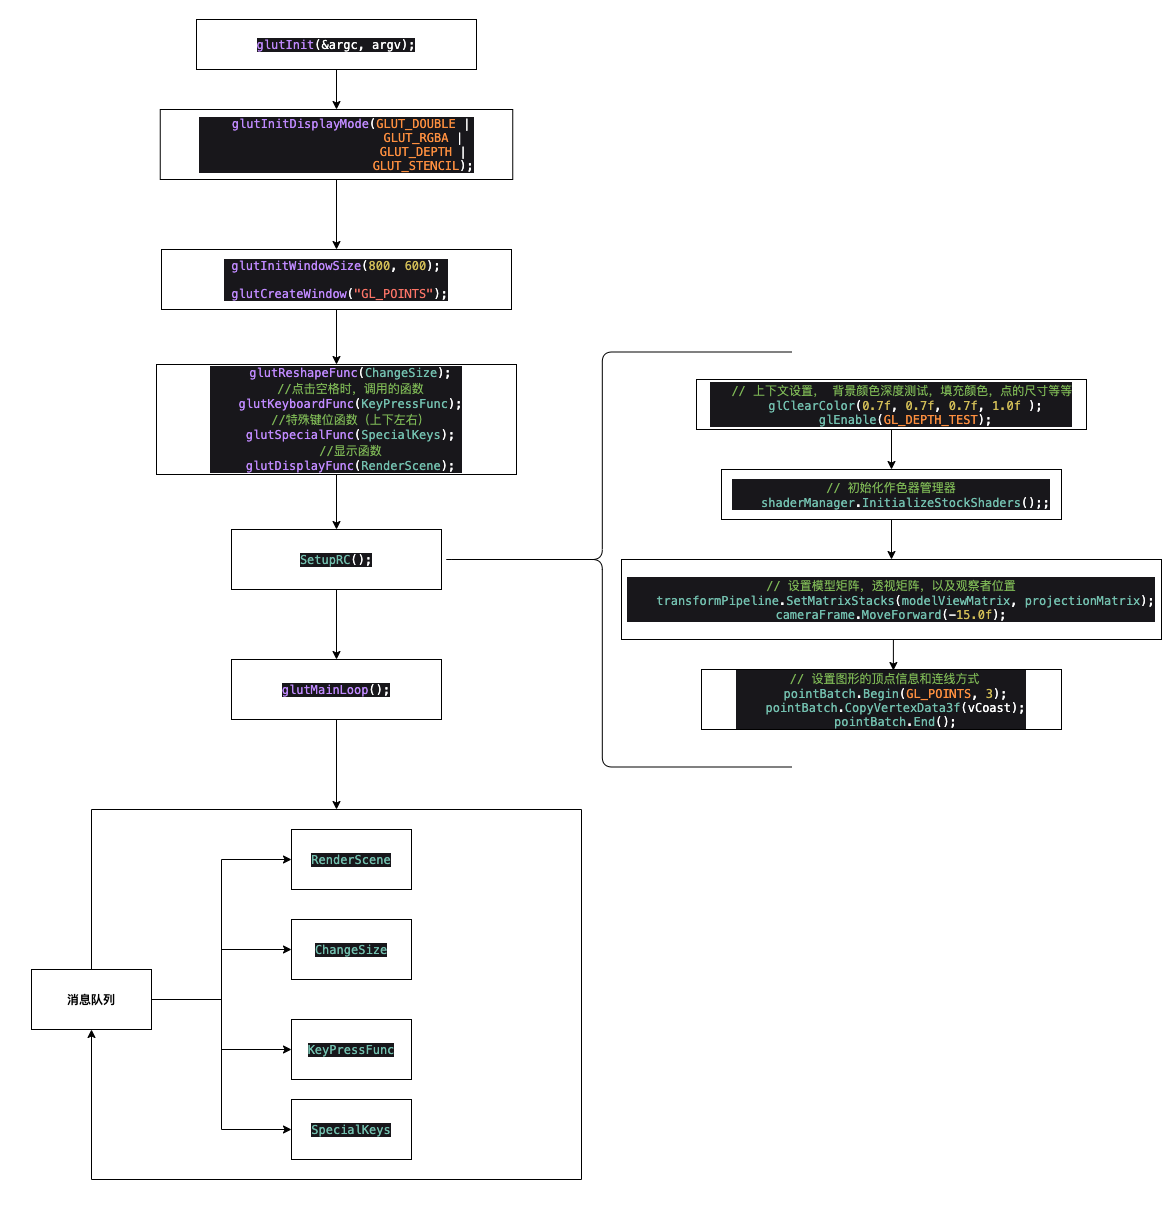 glutInit(&argc, argv);
glutInitDisplayMode(GLUT_DOUBLE |
GLUT_RGBA |
GLUT_DEPTH |
GLUT_STENCIL);
glutInitWindowSize(800, 600);
glutCreateWindow("GL_POINTS");
glutReshapeFunc(ChangeSize);
//点击空格时，调用的函数
glutKeyboardFunc(KeyPressFunc);
//特殊键位函数（上下左右）
glutSpecialFunc(SpecialKeys);
//显示函数
glutDisplayFunc(RenderScene);
SetupRC();
// 上下文设置， 背景颜色深度测试，填充颜色，点的尺寸等等
glClearColor(0.7f, 0.7f, 0.7f, 1.0f );
glEnable(GL_DEPTH_TEST);
// 初始化作色器管理器
shaderManager.InitializeStockShaders();;
// 设置模型矩阵，透视矩阵，以及观察者位置
transformPipeline.SetMatrixStacks(modelViewMatrix, projectionMatrix);
cameraFrame.MoveForward(-15.0f);
// 设置图形的顶点信息和连线方式
pointBatch.Begin(GL_POINTS, 3);
pointBatch.CopyVertexData3f(vCoast);
pointBatch.End();
glutMainLoop();
消息队列
RenderScene
ChangeSize
KeyPressFunc
SpecialKeys